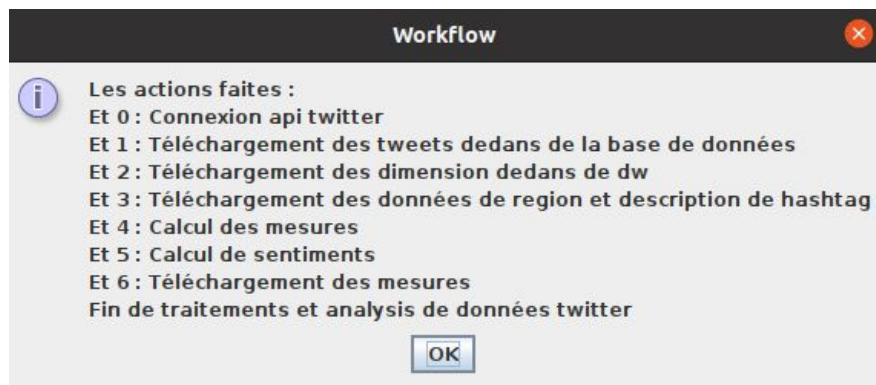 Workflow
Les actions faites :
Et 0 : Connexion api twitter
Et 1 : Téléchargement des tweets dedans de la base de données
Et 2 : Téléchargement des dimension dedans de dw
Et 3 : Téléchargement des données de region et description de hashtag
Et 4 : Calcul des mesures
Et 5 : Calcul de sentiments
Et 6 : Téléchargement des mesures
Fin de traitements et analysis de données twitter
OK